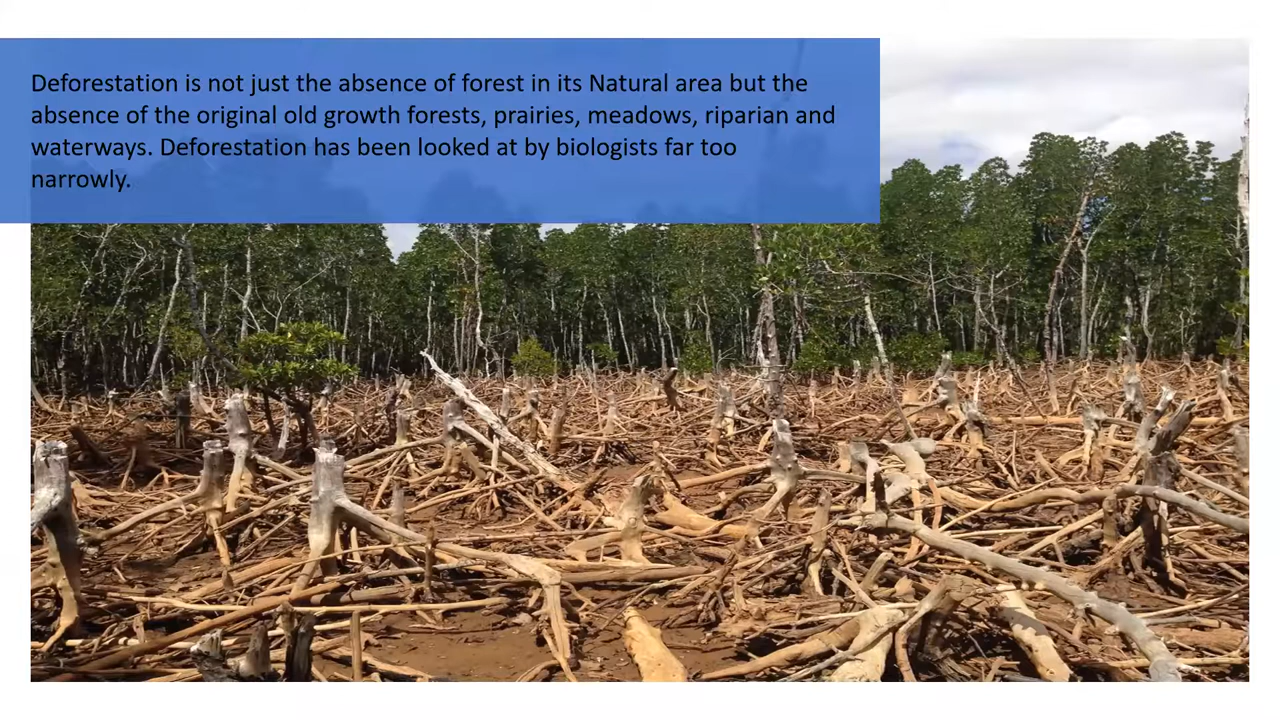 Deforestation is not just the absence of forest in its Natural area but the
absence of the original old growth forests, prairies, meadows, riparian and
waterways. Deforestation has been looked at by biologists far too
narrowly.